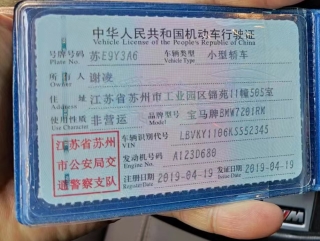 中华人民共和国机动车行驶证
Vehicle License of the People's Republic of China
号牌号码 苏E9Y3A6 车辆类型 小型轿车
Plate No. Vehicle Type
所有人 谢凌
Owner
住址 江苏省苏州市工业园区锦苑11幢505室
Address
使用性质 非营运 品牌型号 宝马牌BMW7201RM
Use Character Model
江苏省苏州市公安局交通警察支队
车辆识别代号 LBVKY1106KSS52345
VIN
发动机号码 A123D680
Engine No.
注册日期 2019-04-19 发证日期 2019-04-19
Register Date Issue Date